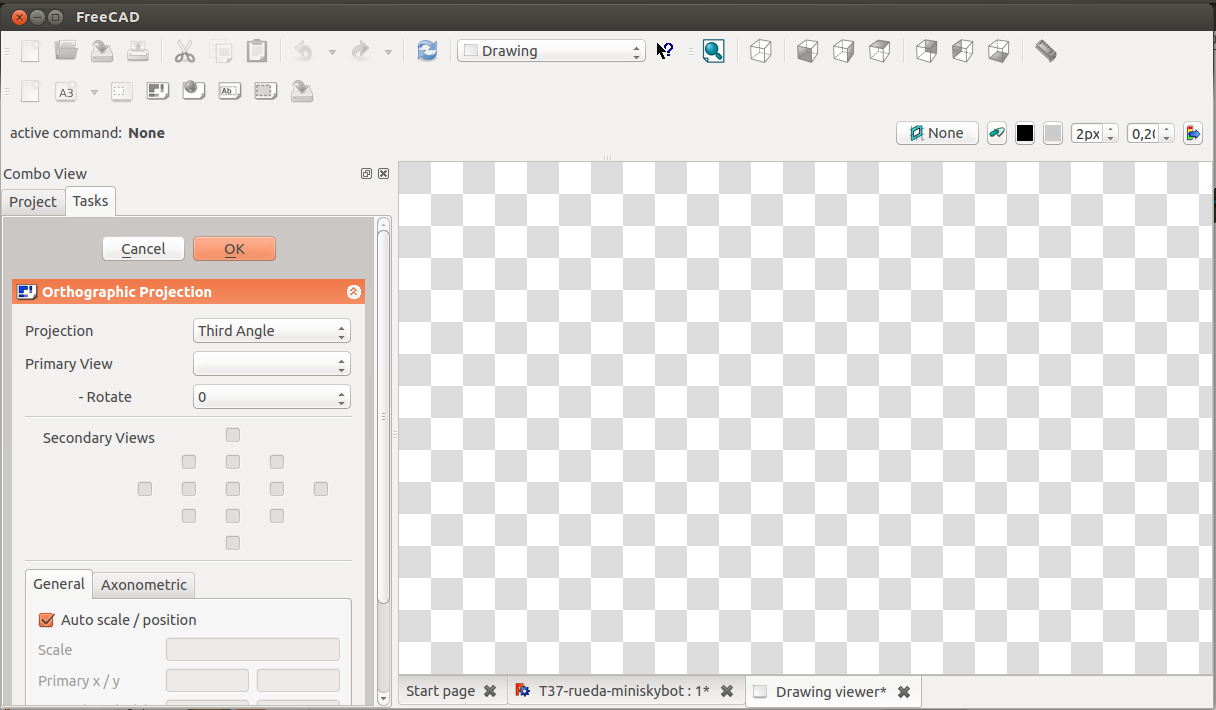 FreeCAD
Drawing
A3
Ab
active command: None
None
2px
0,20
Combo View
Project
Tasks
Cancel
OK
Orthographic Projection
Projection
Third Angle
Primary View
- Rotate
0
Secondary Views
General
Axonometric
Auto scale / position
Scale
Primary x / y
Start page
T37-rueda-miniskybot : 1*
Drawing viewer*